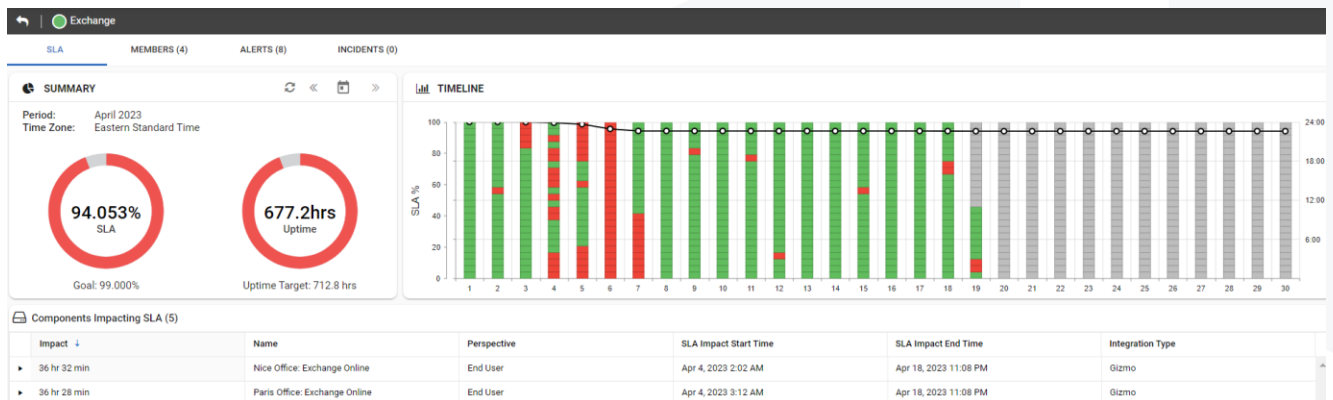 Exchange
SLA MEMBERS (4) ALERTS (8) INCIDENTS (0)
SUMMARY
Period: April 2023
Time Zone: Eastern Standard Time
94.053%
SLA
Goal: 99.000%
677.2hrs
Uptime
Uptime Target: 712.8 hrs
TIMELINE
SLA %
100
80
60
40
20
0
24:00
18:00
12:00
6:00
1 2 3 4 5 6 7 8 9 10 11 12 13 14 15 16 17 18 19 20 21 22 23 24 25 26 27 28 29 30
Components Impacting SLA (5)
Impact ↓ Name Perspective SLA Impact Start Time SLA Impact End Time Integration Type
36 hr 32 min Nice Office: Exchange Online End User Apr 4, 2023 2:02 AM Apr 18, 2023 11:08 PM Gizmo
36 hr 28 min Paris Office: Exchange Online End User Apr 4, 2023 3:12 AM Apr 18, 2023 11:08 PM Gizmo